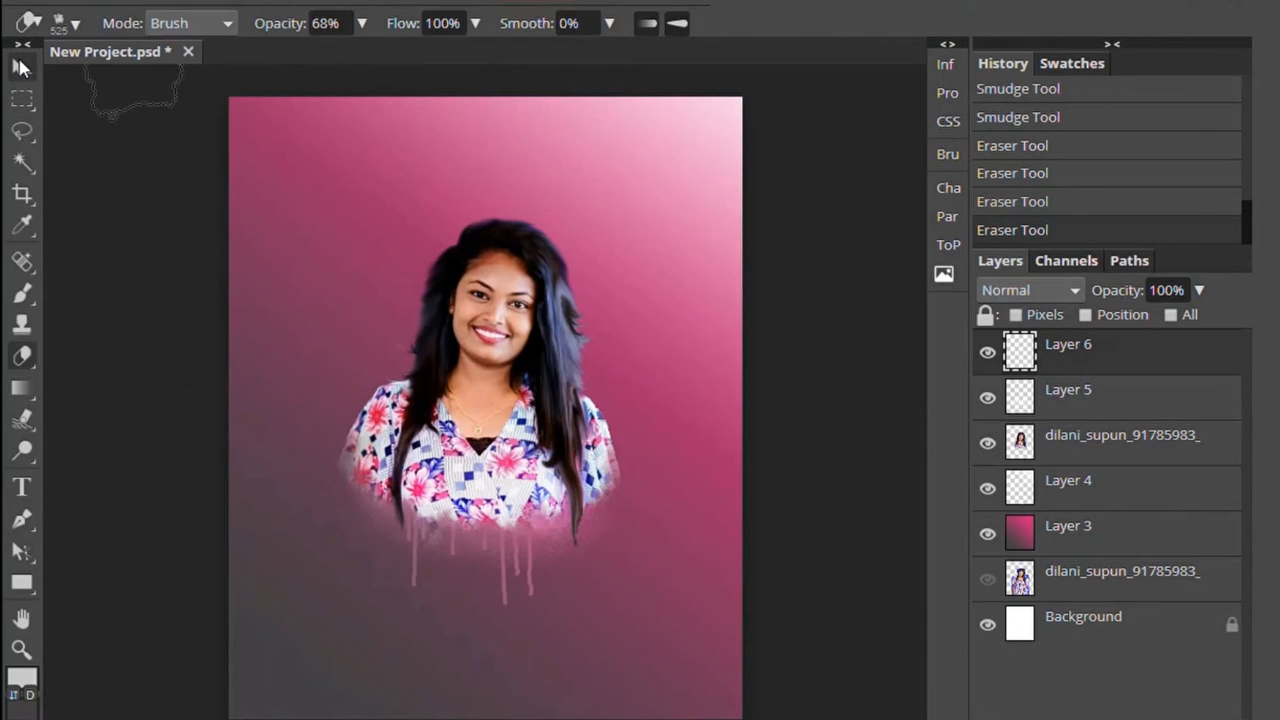 525 Mode: Brush Opacity: 68% Flow: 100% Smooth: 0%
> < New Project.psd *
< > > <
Inf
Pro
CSS
Bru
Cha
Par
ToP
History Swatches
Smudge Tool
Smudge Tool
Eraser Tool
Eraser Tool
Eraser Tool
Eraser Tool
Layers Channels Paths
Normal Opacity: 100%
: Pixels Position All
Layer 6
Layer 5
dilani_supun_91785983_
Layer 4
Layer 3
dilani_supun_91785983_
Background
T
D